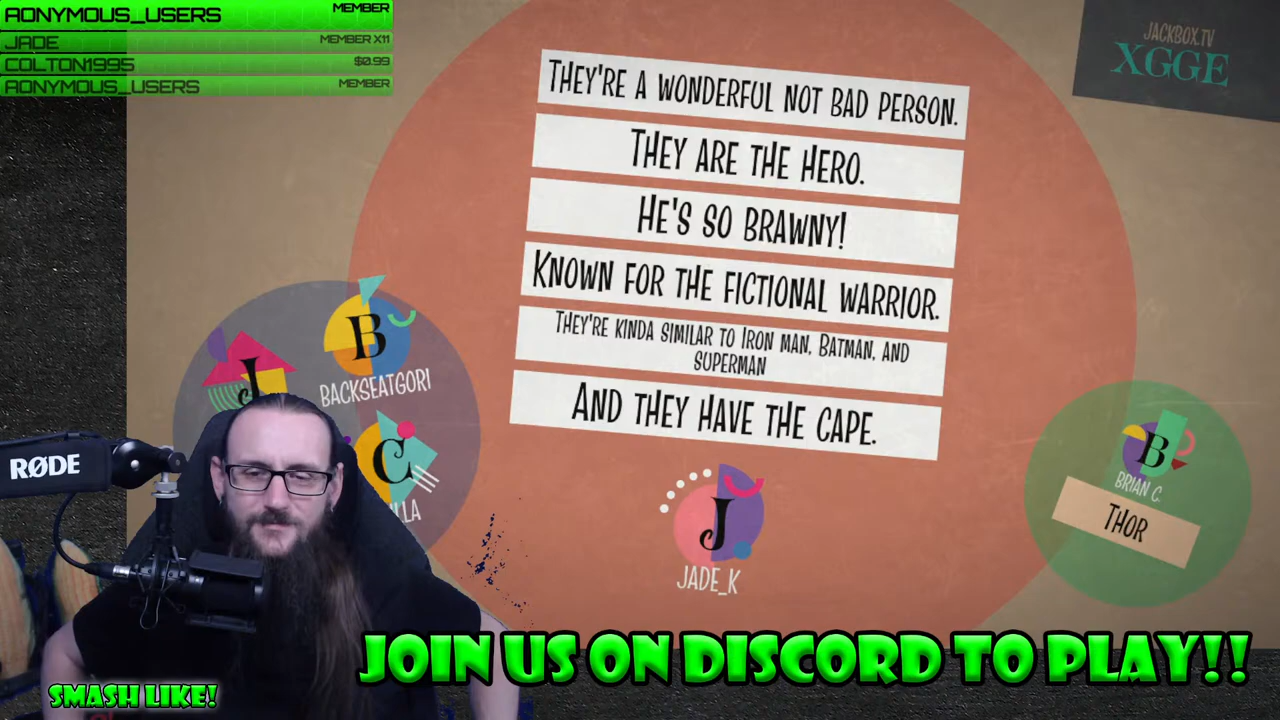 AONYMOUS_USERS MEMBER
JADE MEMBER X11
COLTON1995 $0.99
AONYMOUS_USERS MEMBER
JACKBOX.TV
XGGE
THEY'RE A WONDERFUL NOT BAD PERSON.
THEY ARE THE HERO.
HE'S SO BRAWNY!
KNOWN FOR THE FICTIONAL WARRIOR.
THEY'RE KINDA SIMILAR TO IRON MAN, BATMAN, AND
SUPERMAN
AND THEY HAVE THE CAPE.
J
B
BACKSEATGORI
C
RØDE
J
JADE_K
B
BRIAN C.
THOR
JOIN US ON DISCORD TO PLAY!!
SMASH LIKE!